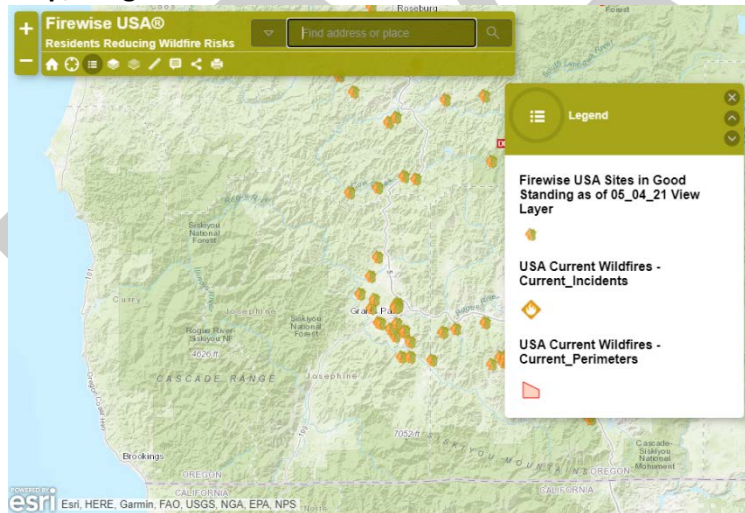 Roseburg
Forest
Firewise USA®
Residents Reducing Wildfire Risks
Find address or place
Legend
Firewise USA Sites in Good
Standing as of 05_04_21 View
Layer
USA Current Wildfires -
Current_Incidents
USA Current Wildfires -
Current_Perimeters
Siskiyou
National
Forest
101
Curry
Josephine
Siskiyou
National
Forest
Rogue River-
Siskiyou NF
4626 ft
CASCADE RANGE
Josephine
7052 ft
SISKIYOU MOUNTAINS
Cascade-
Siskiyou
National
Monument
Brookings
OREGON
CALIFORNIA
OREGON
CALIFORNIA
POWERED BY
esri
Esri, HERE, Garmin, FAO, USGS, NGA, EPA, NPS